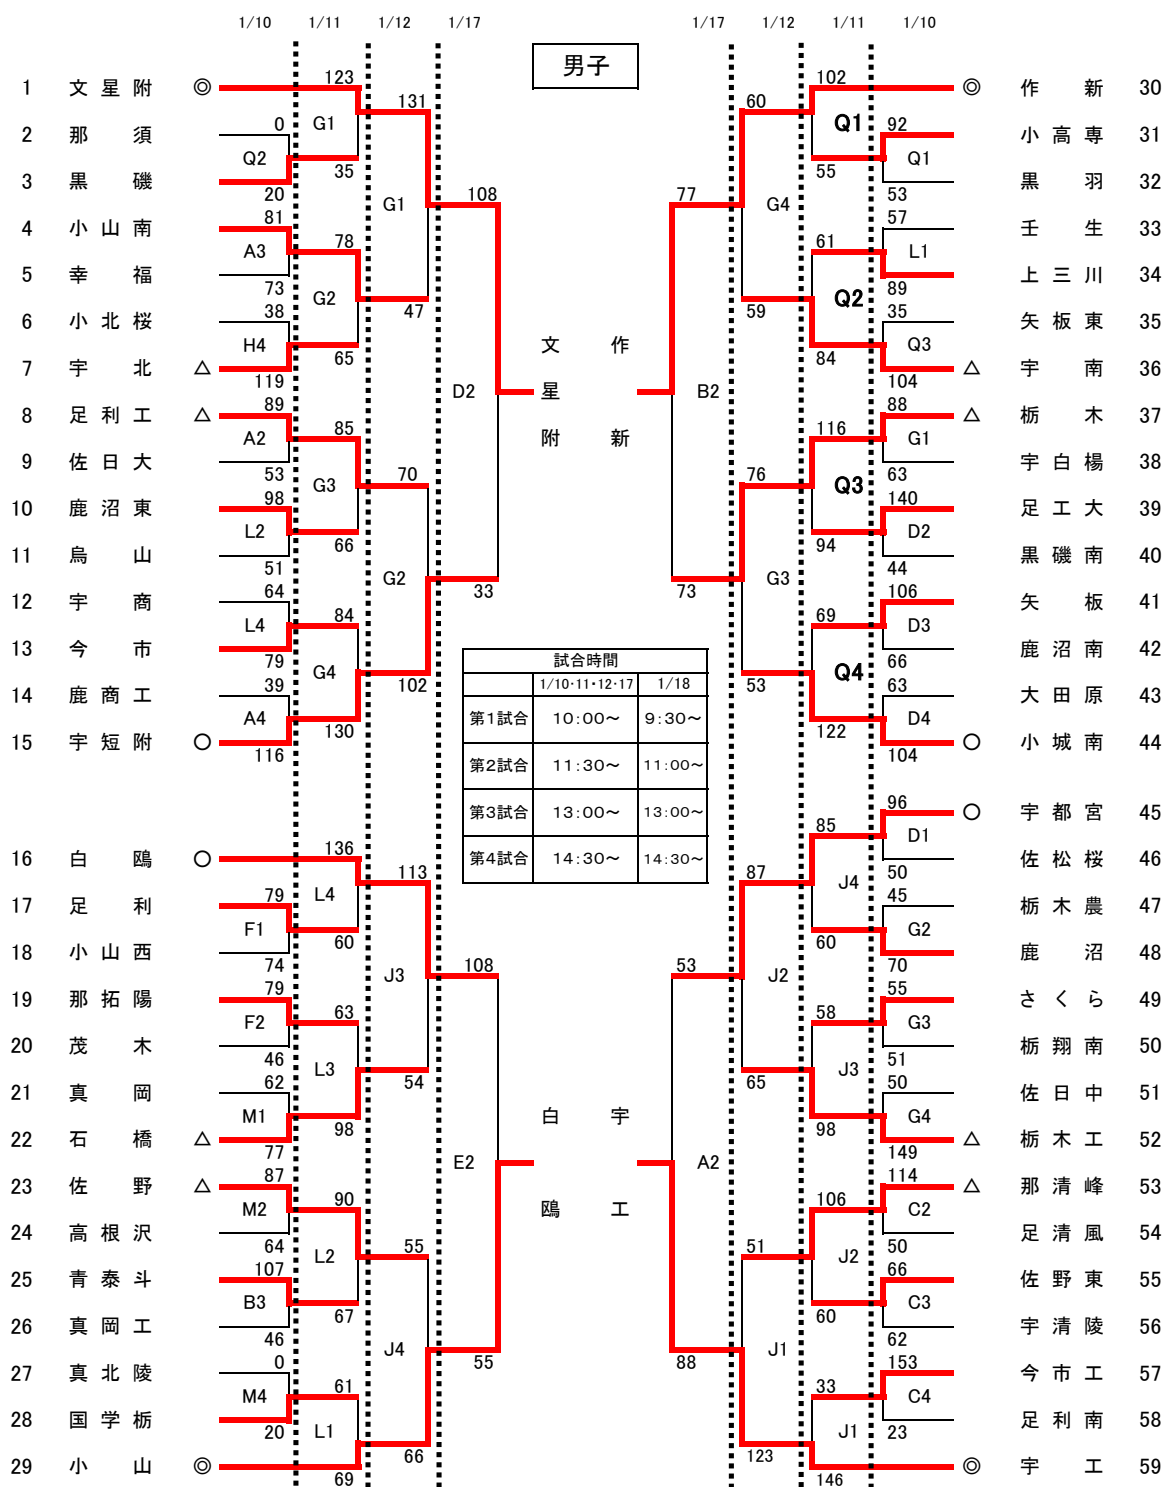 1/10 1/11 1/12 1/17 1/17 1/12 1/11 1/10
男子
1 文星附 ◎ 123 102 ◎ 作新 30
131 60
2 那須 0 G1 Q1 92 小高専 31
Q2 35 55 Q1
3 黒磯 20 53 黒羽 32
G1 108 77 G4
4 小山南 81 78 61 57 壬生 33
A3 L1
5 幸福 73 G2 Q2 89 上三川 34
47 59
6 小北桜 38 35 矢板東 35
H4 65 84 Q3
7 宇北 △ 119 104 △ 宇南 36
D2 文星附 作新 B2
8 足利工 △ 89 85 116 88 △ 栃木 37
A2 G1
9 佐日大 53 G3 70 76 Q3 63 宇白楊 38
10 鹿沼東 98 140 足工大 39
L2 66 94 D2
11 烏山 51 44 黒磯南 40
G2 33 73 G3
12 宇商 64 84 69 106 矢板 41
L4 D3
13 今市 79 G4 Q4 66 鹿沼南 42
102 53
14 鹿商工 39 63 大田原 43
A4 130 122 D4
15 宇短附 ○ 116 104 ○ 小城南 44
試合時間
1/10・11・12・17 1/18
第1試合 10:00～ 9:30～
第2試合 11:30～ 11:00～
第3試合 13:00～ 13:00～
第4試合 14:30～ 14:30～
96 ○ 宇都宮 45
85 D1
16 白鴎 ○ 136 50 佐松桜 46
113 87
17 足利 79 L4 J4 45 栃木農 47
F1 60 60 G2
18 小山西 74 70 鹿沼 48
J3 108 53 J2
19 那拓陽 79 63 58 55 さくら 49
F2 G3
20 茂木 46 L3 J3 51 栃翔南 50
54 65
21 真岡 62 50 佐日中 51
M1 98 98 G4
22 石橋 △ 77 149 △ 栃木工 52
E2 白鴎 宇工 A2
23 佐野 △ 87 90 106 114 △ 那清峰 53
M2 C2
24 高根沢 64 L2 55 51 J2 50 足清風 54
25 青泰斗 107 66 佐野東 55
B3 67 60 C3
26 真岡工 46 62 宇清陵 56
J4 55 88 J1
27 真北陵 0 61 33 153 今市工 57
M4 C4
28 国学栃 20 L1 J1 23 足利南 58
66 123
29 小山 ◎ 69 146 ◎ 宇工 59